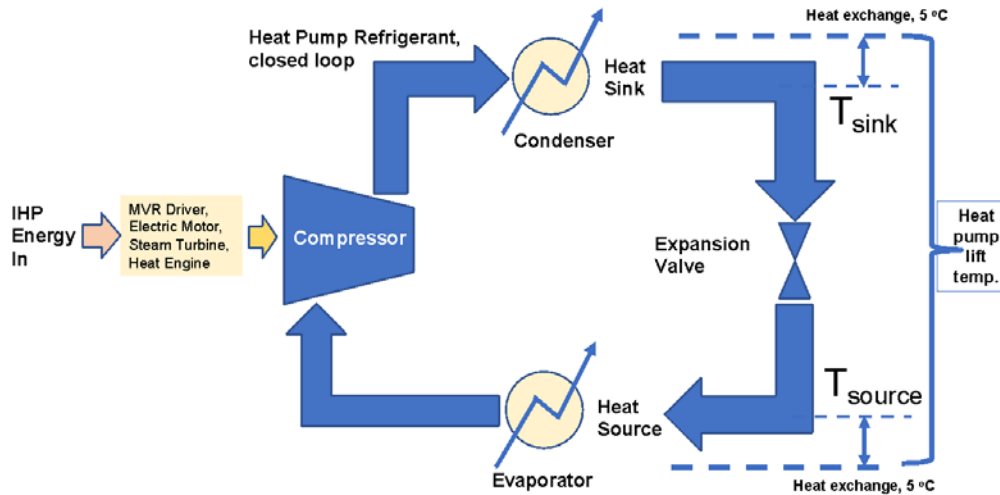 Heat exchange, 5 °C
Heat Pump Refrigerant,
closed loop
Heat
Sink
T sink
Condenser
IHP
Energy
In
MVR Driver,
Electric Motor,
Steam Turbine,
Heat Engine
Compressor
Expansion
Valve
Heat
pump
lift
temp.
T source
Heat
Source
Evaporator
Heat exchange, 5 °C